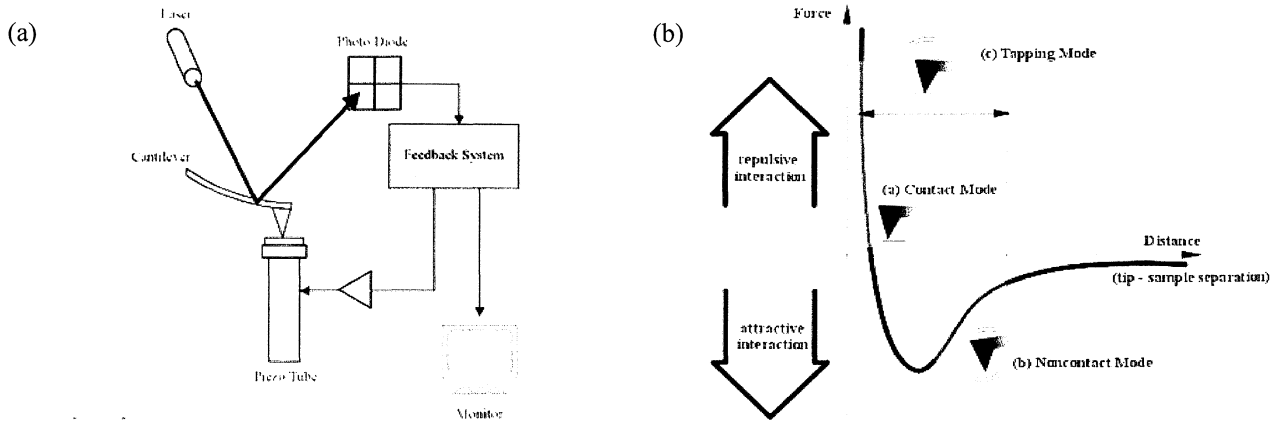 (a)
Laser
Photo Diode
Cantilever
Feedback System
Piezo Tube
Monitor
(b)
Force
(c) Tapping Mode
repulsive
interaction
(a) Contact Mode
Distance
(tip - sample separation)
attractive
interaction
(b) Noncontact Mode